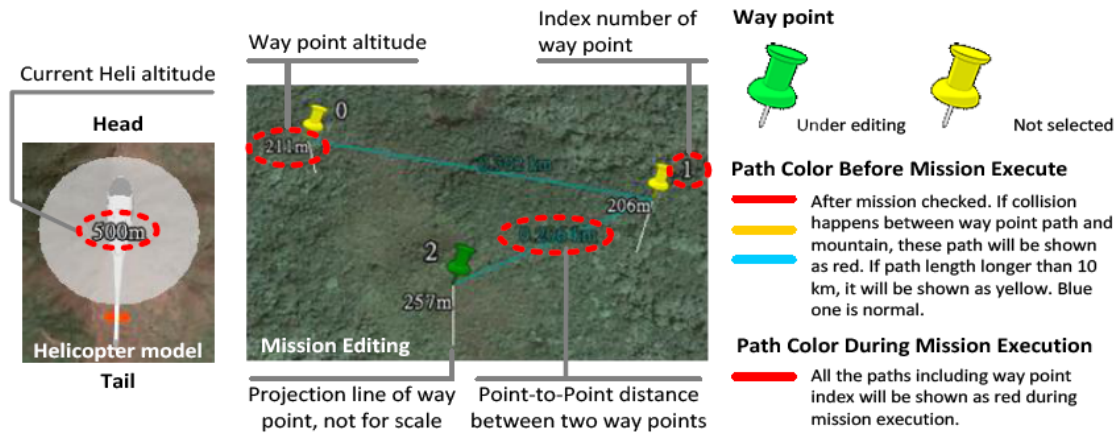 Current Heli altitude
Head
500m
Helicopter model
Tail
Way point altitude
Index number of
way point
0
211m
1
206m
2
257m
Mission Editing
Projection line of way
point, not for scale
Point-to-Point distance
between two way points
Way point
Under editing
Not selected
Path Color Before Mission Execute
After mission checked. If collision
happens between way point path and
mountain, these path will be shown
as red. If path length longer than 10
km, it will be shown as yellow. Blue
one is normal.
Path Color During Mission Execution
All the paths including way point
index will be shown as red during
mission execution.